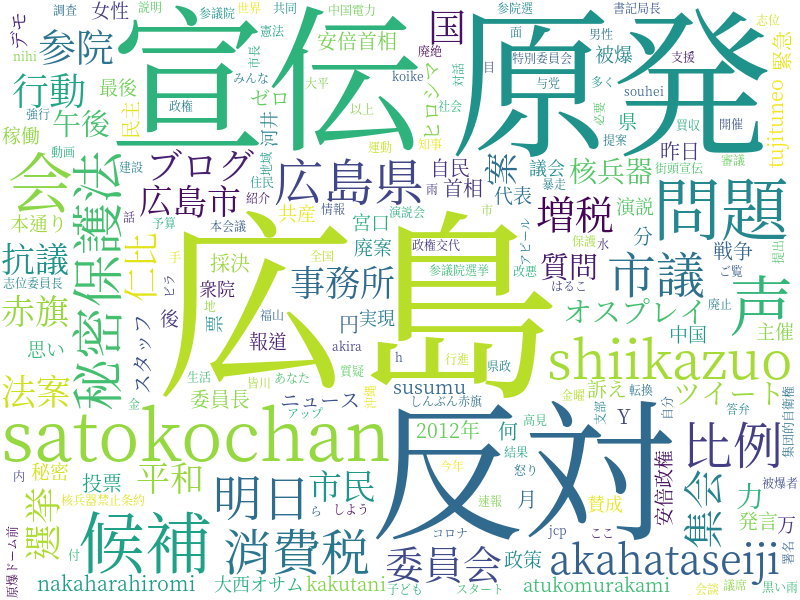 広島
原発
宣伝
反対
satokochan
候補
shiikazuo
問題
声
会
秘密保護法
広島県
増税
市議
比例
akahataseiji
消費税
明日
市民
集会
委員会
国
参院
行動
午後
ブログ
広島市
抗議
仁比
赤旗
法案
選挙
平和
事務所
質問
オスプレイ
ツイート
核兵器
案
力
安倍首相
ゼロ
河井
ヒロシマ
被爆
県
昨日
緊急
tujituneo
自民
首相
議会
代表
演説
分
戦争
主催
中国
訴え
宮口
廃案
円
実現
共産
採決
衆院
票
報道
後
スタッフ
思い
稼働
民主
最後
女性
デモ
委員長
ニュース
susumu
2012年
何
Y
月
賛成
政策
安倍政権
発言
万
投票
秘密
nakaharahiromi
大西オサム
kakutani
atukomurakami
原爆ドーム前
核兵器禁止条約
志位委員長
本通り
予算
建設
動画
強行
nihi
調査
説明
参議院
世界
共同
中国電力
憲法
市長
みんな
大平
廃絶
koike
政権
以上
対話
社会
運動
知事
地域
住民
紹介
情報
演説会
雨
本会議
話
ビラ
福山
地
手
全国
akira
生活
皆川
あなた
質疑
アップ
沖縄
行進
h
県政
しんぶん赤旗
政権交代
参議院選挙
改悪
アピール
市
保護
水
はるこ
廃止
ご覧
提出
暴走
街頭宣伝
審議
開催
買収
提案
必要
多く
souhei
与党
特別委員会
目
面
参院選
男性
書記局長
志位
支援
金曜
転換
支部
自分
高見
答弁
集団的自衛権
結果
怒り
速報
今年
コロナ
jcp
ここ
被爆者
署名
黒い雨
議席
会談
スタート
子ども
しよう
ら
金
付
内